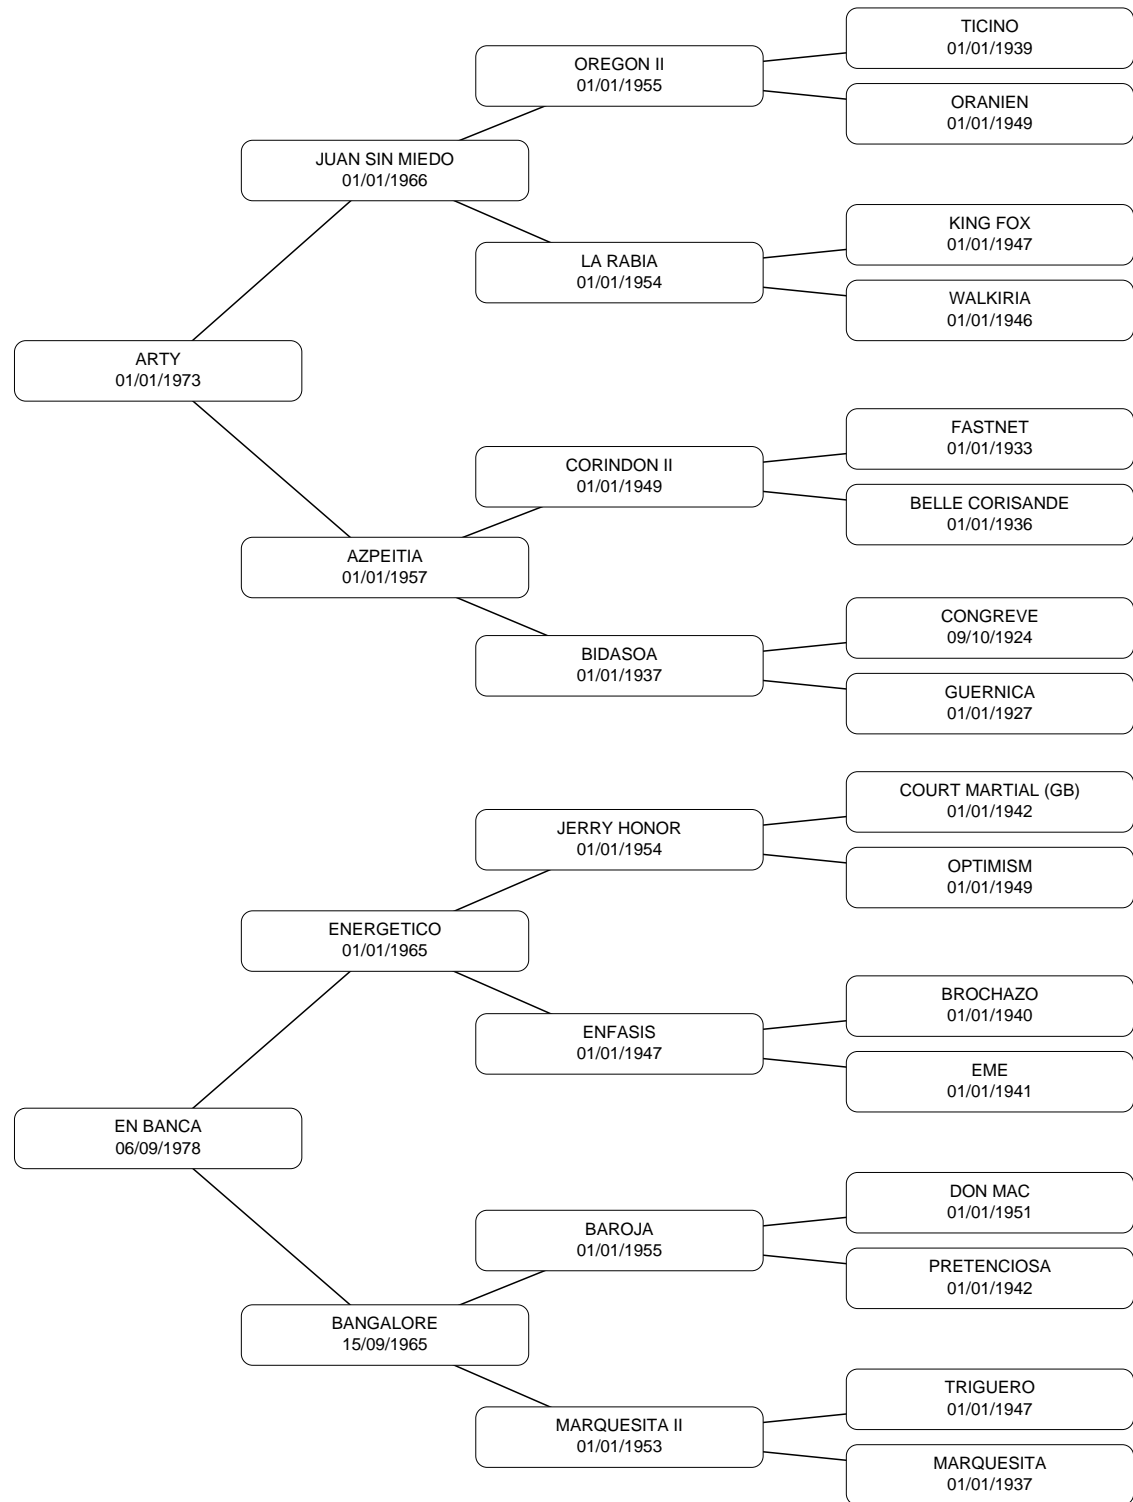 TICINO
01/01/1939
OREGON II
01/01/1955
ORANIEN
01/01/1949
JUAN SIN MIEDO
01/01/1966
KING FOX
01/01/1947
LA RABIA
01/01/1954
WALKIRIA
01/01/1946
ARTY
01/01/1973
FASTNET
01/01/1933
CORINDON II
01/01/1949
BELLE CORISANDE
01/01/1936
AZPEITIA
01/01/1957
CONGREVE
09/10/1924
BIDASOA
01/01/1937
GUERNICA
01/01/1927
COURT MARTIAL (GB)
01/01/1942
JERRY HONOR
01/01/1954
OPTIMISM
01/01/1949
ENERGETICO
01/01/1965
BROCHAZO
01/01/1940
ENFASIS
01/01/1947
EME
01/01/1941
EN BANCA
06/09/1978
DON MAC
01/01/1951
BAROJA
01/01/1955
PRETENCIOSA
01/01/1942
BANGALORE
15/09/1965
TRIGUERO
01/01/1947
MARQUESITA II
01/01/1953
MARQUESITA
01/01/1937